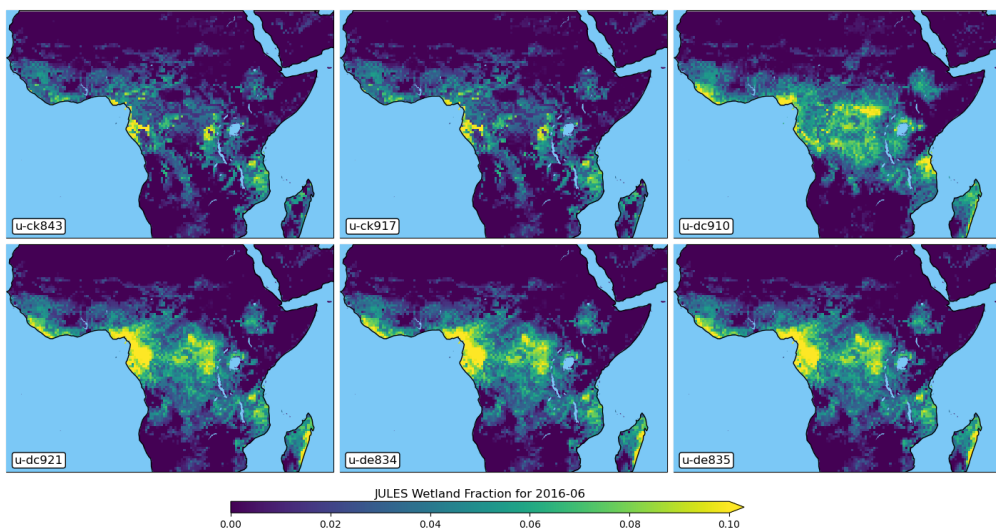 u-ck843
u-ck917
u-dc910
u-dc921
u-de834
u-de835
JULES Wetland Fraction for 2016-06
0.00 0.02 0.04 0.06 0.08 0.10